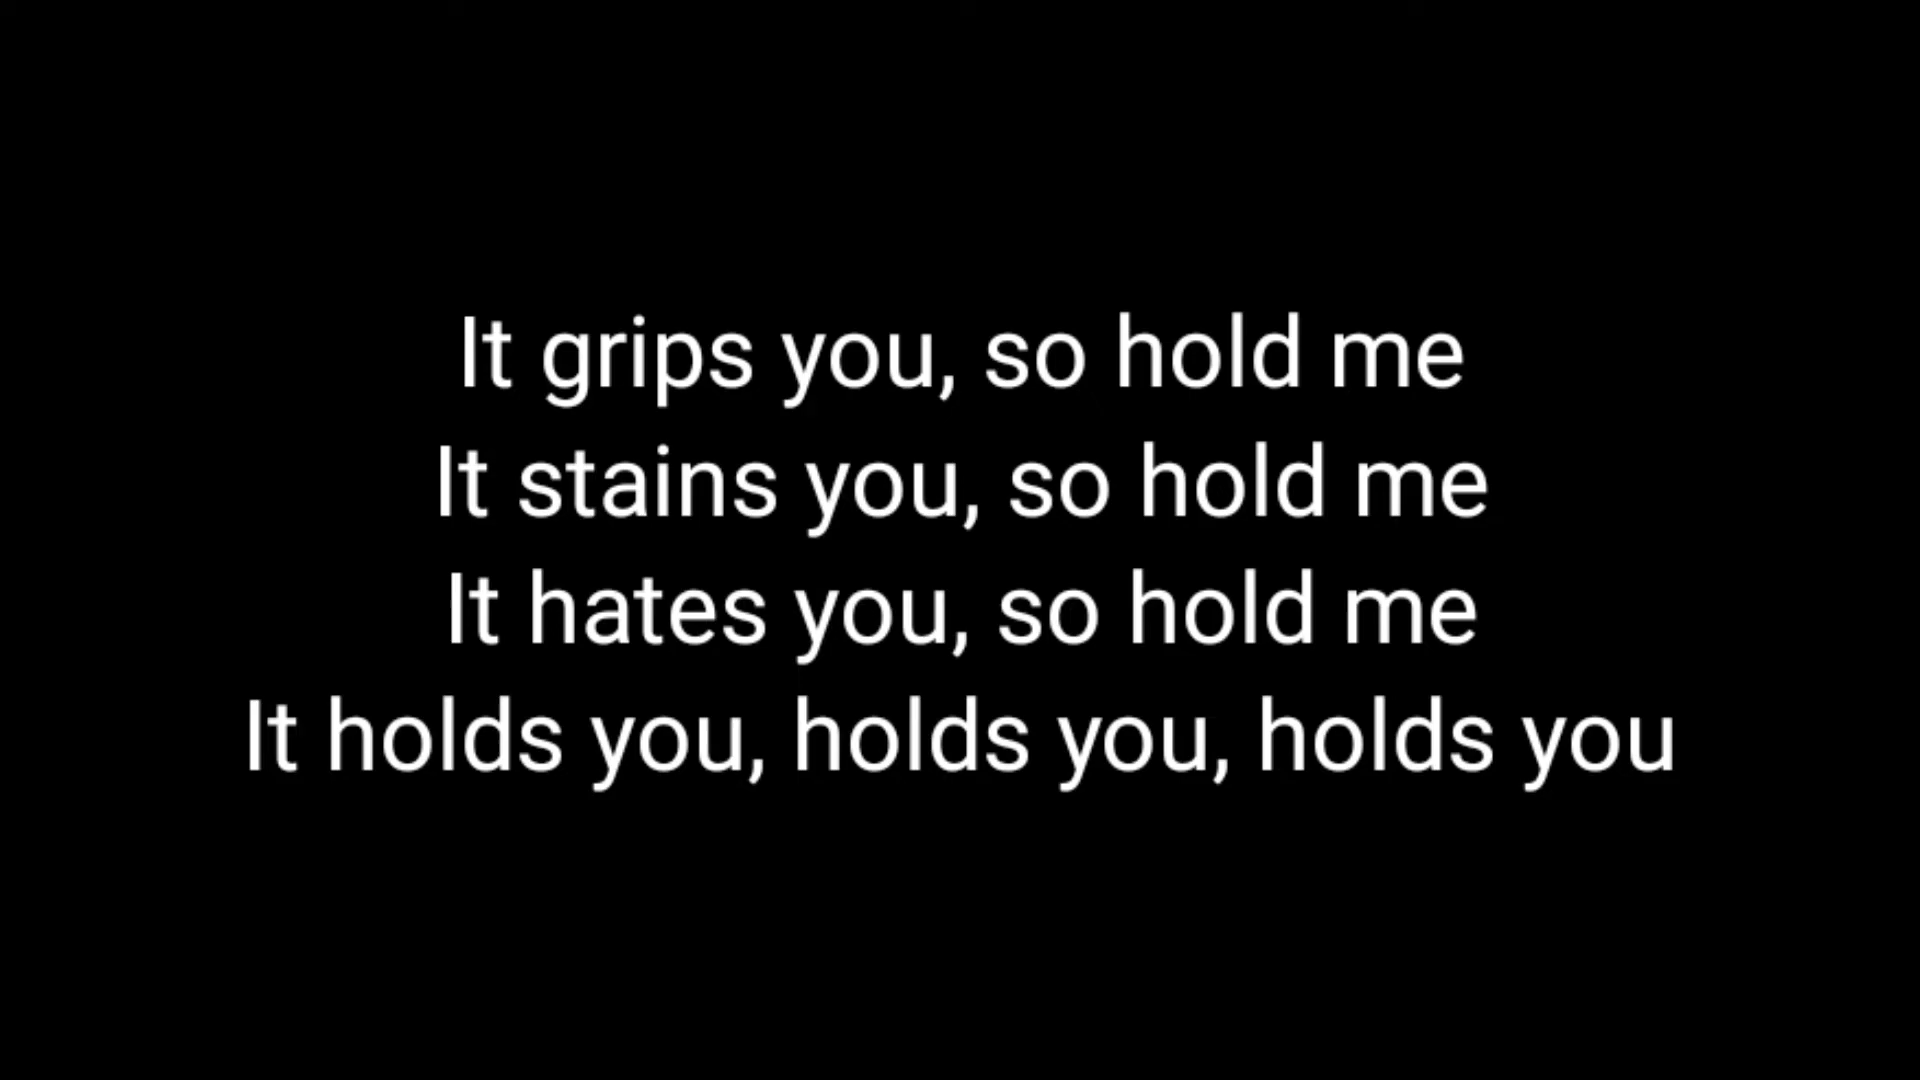 It grips you, so hold me
It stains you, so hold me
It hates you, so hold me
It holds you, holds you, holds you